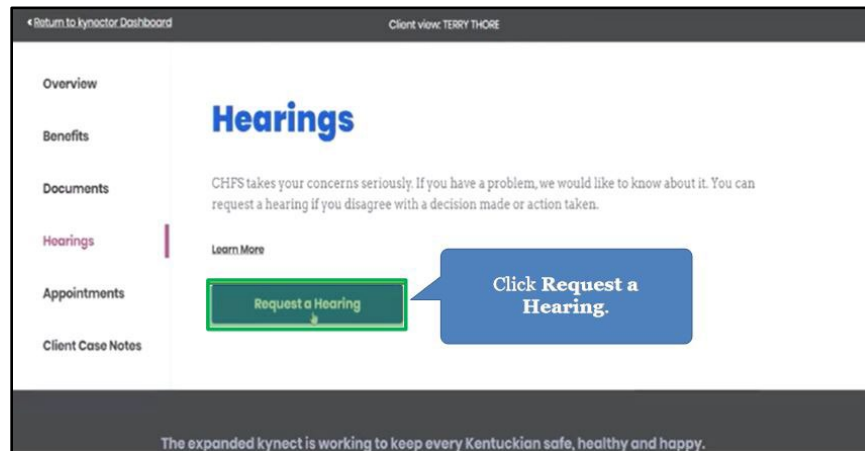 Return to kynector Dashboard
Client view: TERRY THORE
Overview
Benefits
Documents
Hearings
Appointments
Client Case Notes
Hearings
CHFS takes your concerns seriously. If you have a problem, we would like to know about it. You can
request a hearing if you disagree with a decision made or action taken.
Learn More
Request a Hearing
Click Request a
Hearing.
The expanded kynect is working to keep every Kentuckian safe, healthy and happy.